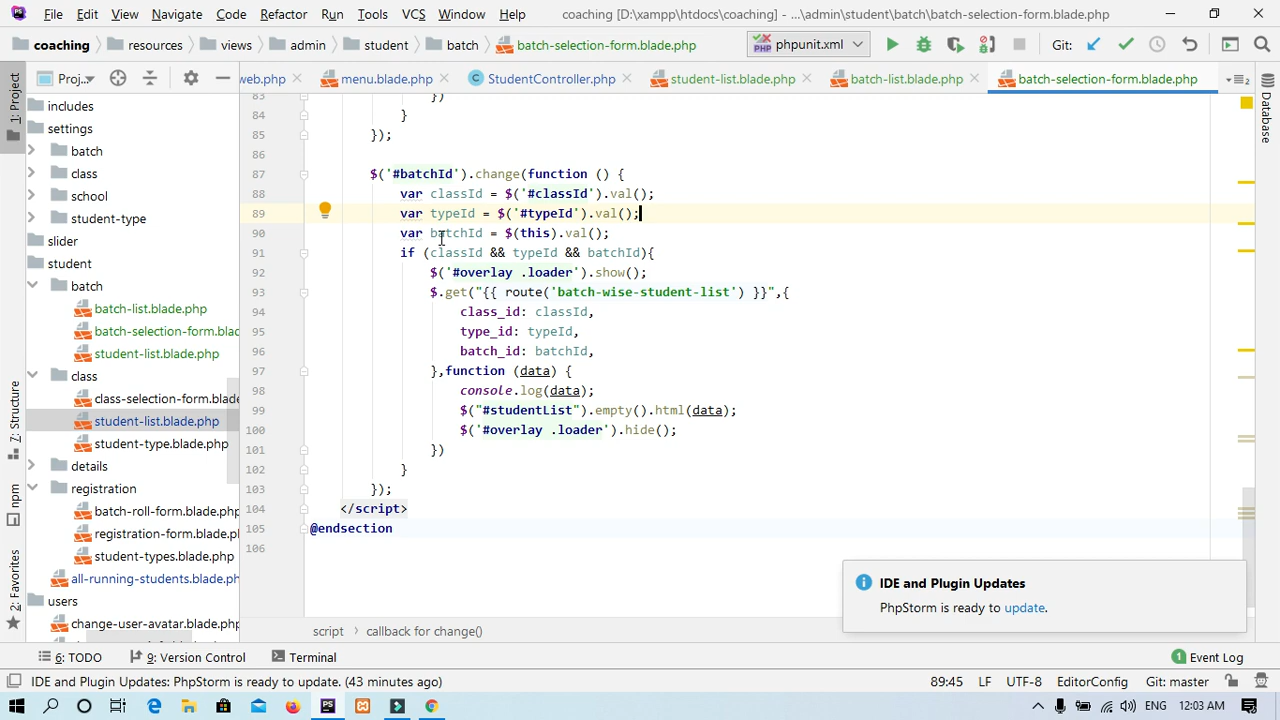 File Edit View Navigate Code Refactor Run Tools VCS Window Help coaching [D:\xampp\htdocs\coaching] - ...\admin\student\batch\batch-selection-form.blade.php
coaching resources views admin student batch batch-selection-form.blade.php phpunit.xml Git:
1: Project Proj... web.php menu.blade.php StudentController.php student-list.blade.php batch-list.blade.php batch-selection-form.blade.php Database
includes
settings
batch
class
school
student-type
slider
student
batch
batch-list.blade.php
batch-selection-form.blad
student-list.blade.php
class
class-selection-form.blade
student-list.blade.php
student-type.blade.php
details
registration
batch-roll-form.blade.php
registration-form.blade.p
student-types.blade.php
all-running-students.blade.ph
users
change-user-avatar.blade.php
Z: Structure
npm
2: Favorites
83 })
84 }
85 });
86
87 $('#batchId').change(function () {
88 var classId = $('#classId').val();
89 var typeId = $('#typeId').val();
90 var batchId = $(this).val();
91 if (classId && typeId && batchId){
92 $('#overlay .loader').show();
93 $.get("{{ route('batch-wise-student-list') }}",{
94 class_id: classId,
95 type_id: typeId,
96 batch_id: batchId,
97 },function (data) {
98 console.log(data);
99 $("#studentList").empty().html(data);
100 $('#overlay .loader').hide();
101 })
102 }
103 });
104 </script>
105 @endsection
106
IDE and Plugin Updates
PhpStorm is ready to update.
script callback for change()
6: TODO 9: Version Control Terminal 1 Event Log
IDE and Plugin Updates: PhpStorm is ready to update. (43 minutes ago) 89:45 LF UTF-8 EditorConfig Git: master
12:03 AM